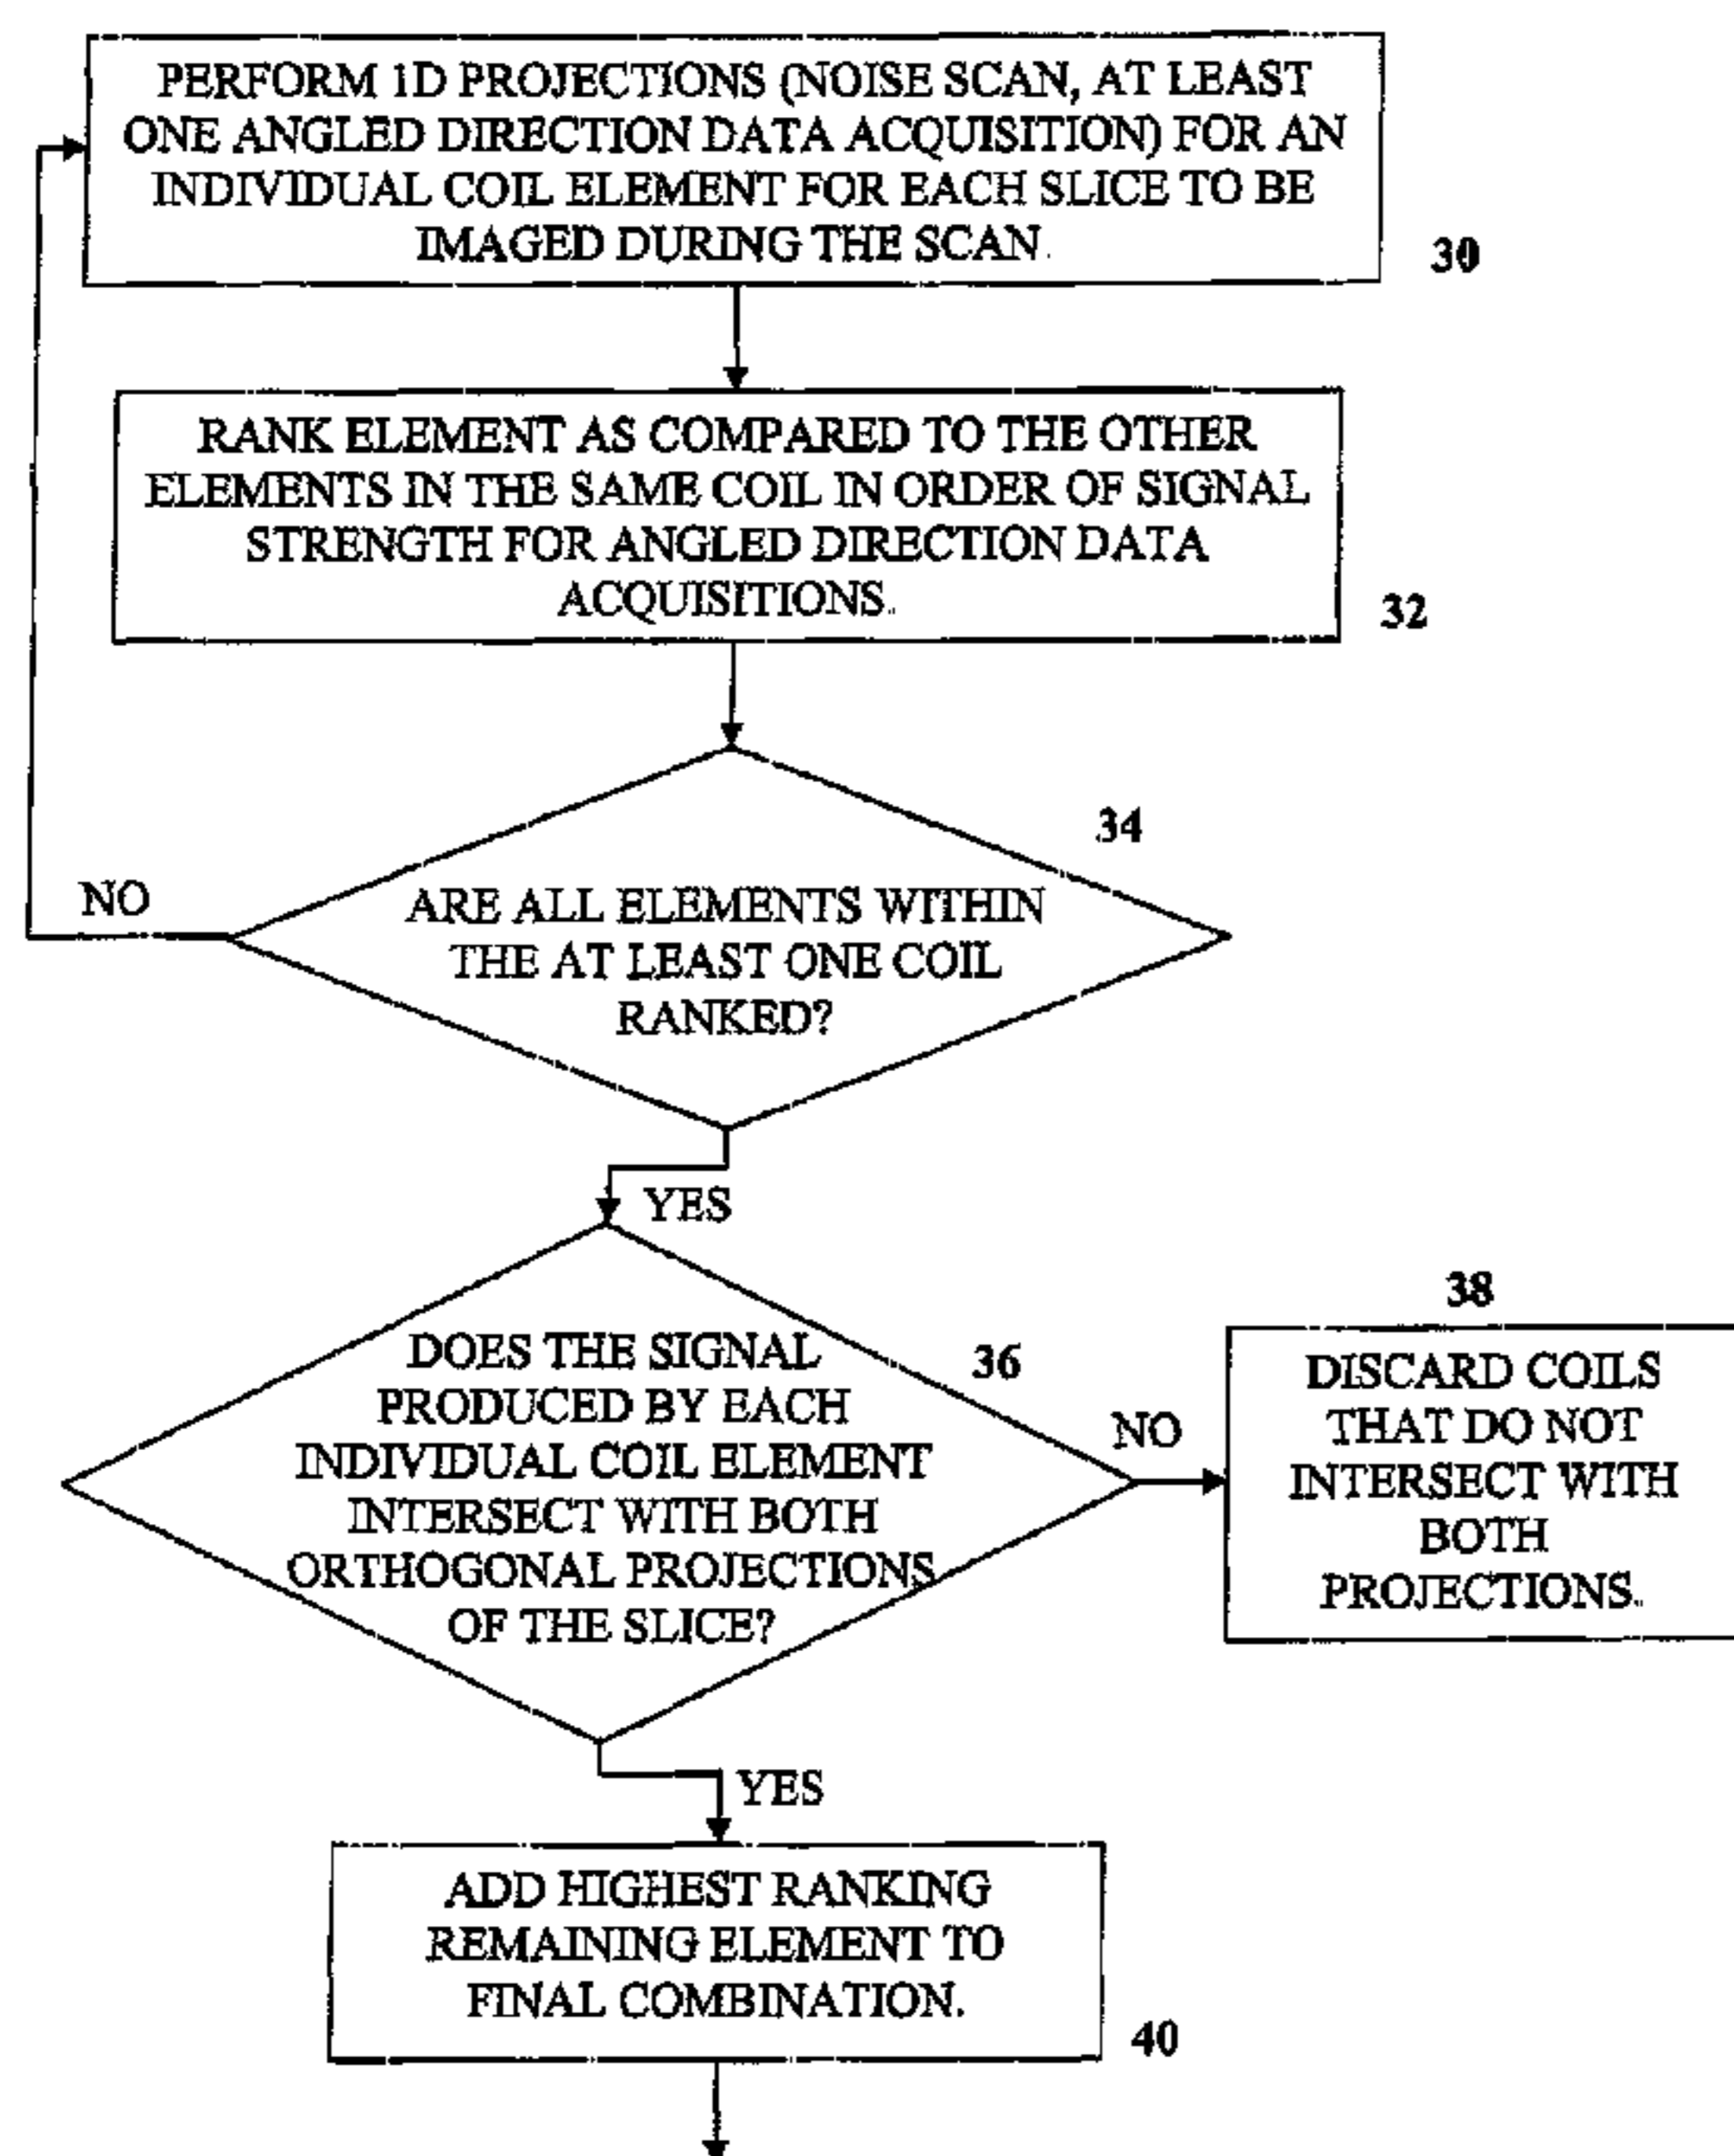 PERFORM 1D PROJECTIONS (NOISE SCAN, AT LEAST
ONE ANGLED DIRECTION DATA ACQUISITION) FOR AN
INDIVIDUAL COIL ELEMENT FOR EACH SLICE TO BE
IMAGED DURING THE SCAN.
30
RANK ELEMENT AS COMPARED TO THE OTHER
ELEMENTS IN THE SAME COIL IN ORDER OF SIGNAL
STRENGTH FOR ANGLED DIRECTION DATA
ACQUISITIONS.
32
34
NO
ARE ALL ELEMENTS WITHIN
THE AT LEAST ONE COIL
RANKED?
YES
36
DOES THE SIGNAL
PRODUCED BY EACH
INDIVIDUAL COIL ELEMENT
INTERSECT WITH BOTH
ORTHOGONAL PROJECTIONS
OF THE SLICE?
NO
38
DISCARD COILS
THAT DO NOT
INTERSECT WITH
BOTH
PROJECTIONS.
YES
ADD HIGHEST RANKING
REMAINING ELEMENT TO
FINAL COMBINATION.
40